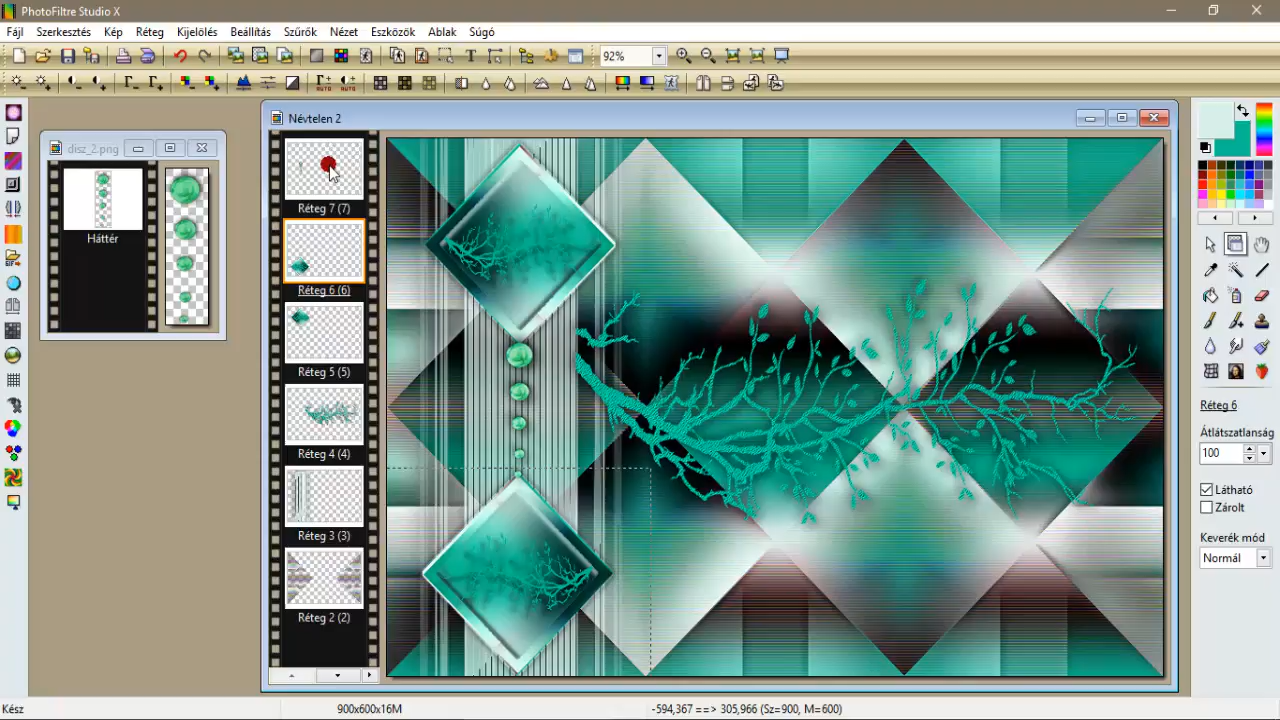 PhotoFiltre Studio X
Fájl Szerkesztés Kép Réteg Kijelölés Beállítás Szűrők Nézet Eszközök Ablak Súgó
92%
AUTO AUTO
disz_2.png
Háttér
Névtelen 2
Réteg 7 (7)
Réteg 6 (6)
Réteg 5 (5)
Réteg 4 (4)
Réteg 3 (3)
Réteg 2 (2)
Réteg 6
Átlátszatlanság
100
Látható
Zárolt
Keverék mód
Normál
Kész
900x600x16M
-594,367 ==> 305,966 (Sz=900, M=600)